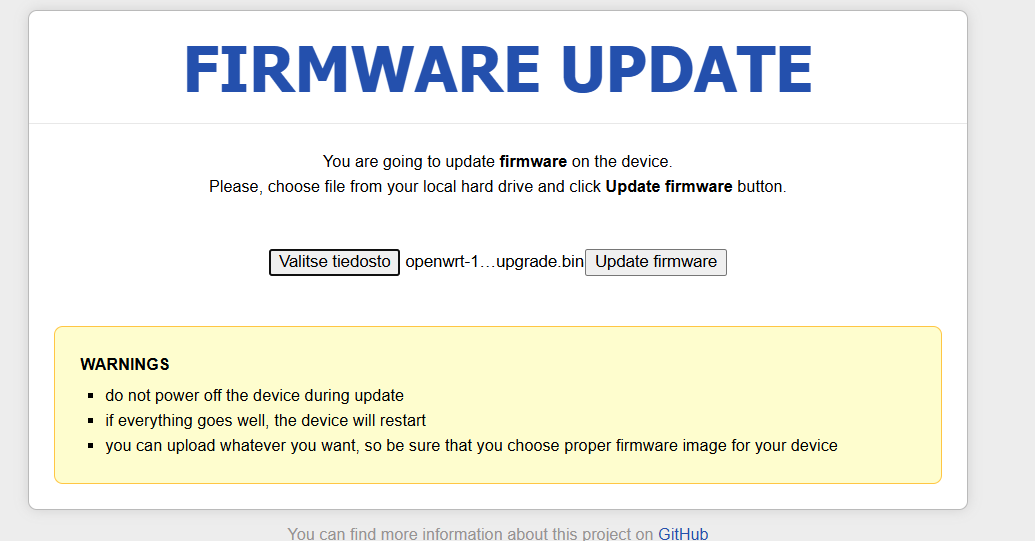 FIRMWARE UPDATE
You are going to update firmware on the device.
Please, choose file from your local hard drive and click Update firmware button.
Valitse tiedosto openwrt-1…upgrade.bin Update firmware
WARNINGS
do not power off the device during update
if everything goes well, the device will restart
you can upload whatever you want, so be sure that you choose proper firmware image for your device
You can find more information about this project on GitHub